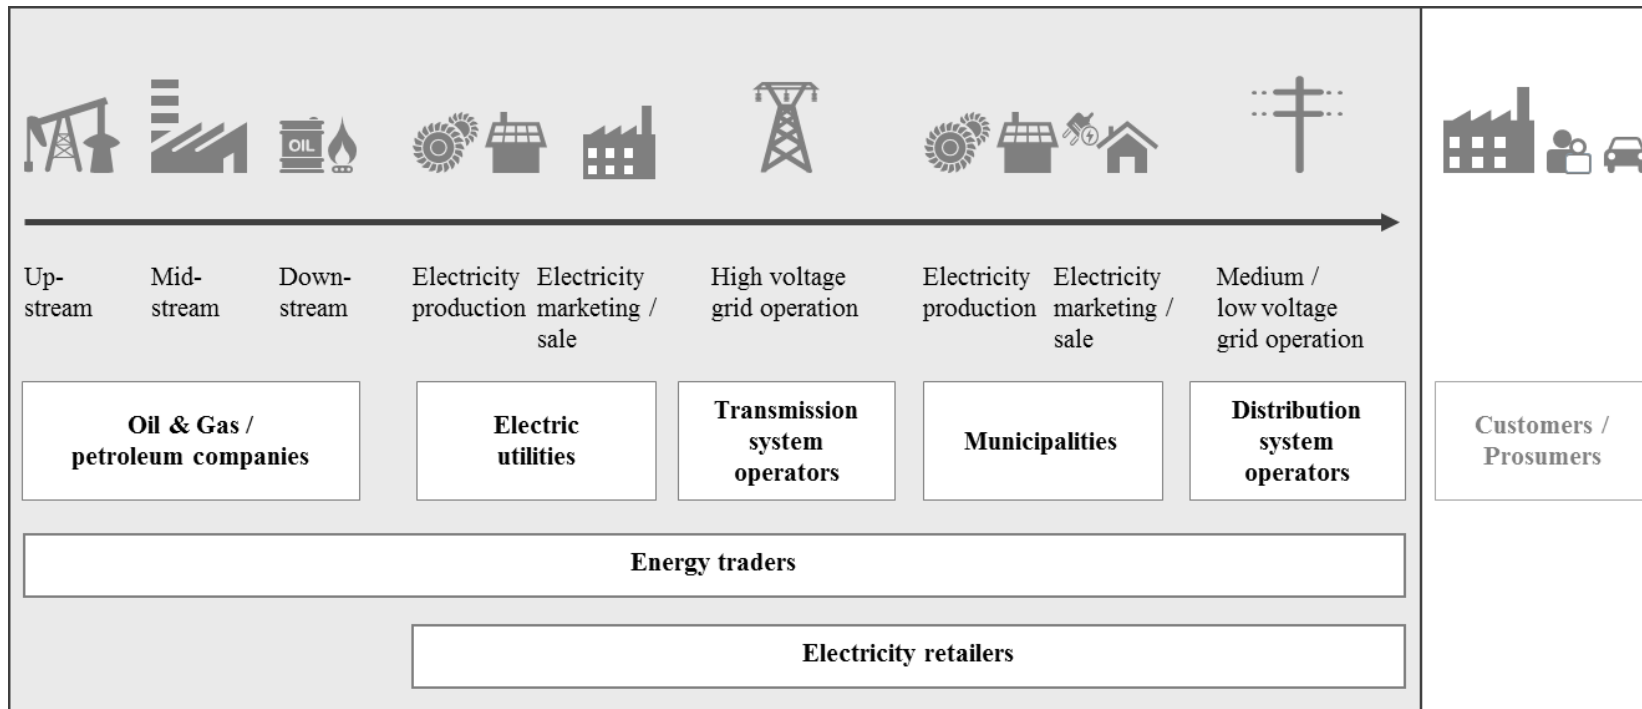 OIL
Up-
stream
Mid-
stream
Down-
stream
Electricity
production
Electricity
marketing /
sale
High voltage
grid operation
Electricity
production
Electricity
marketing /
sale
Medium /
low voltage
grid operation
Oil & Gas /
petroleum companies
Electric
utilities
Transmission
system
operators
Municipalities
Distribution
system
operators
Customers /
Prosumers
Energy traders
Electricity retailers